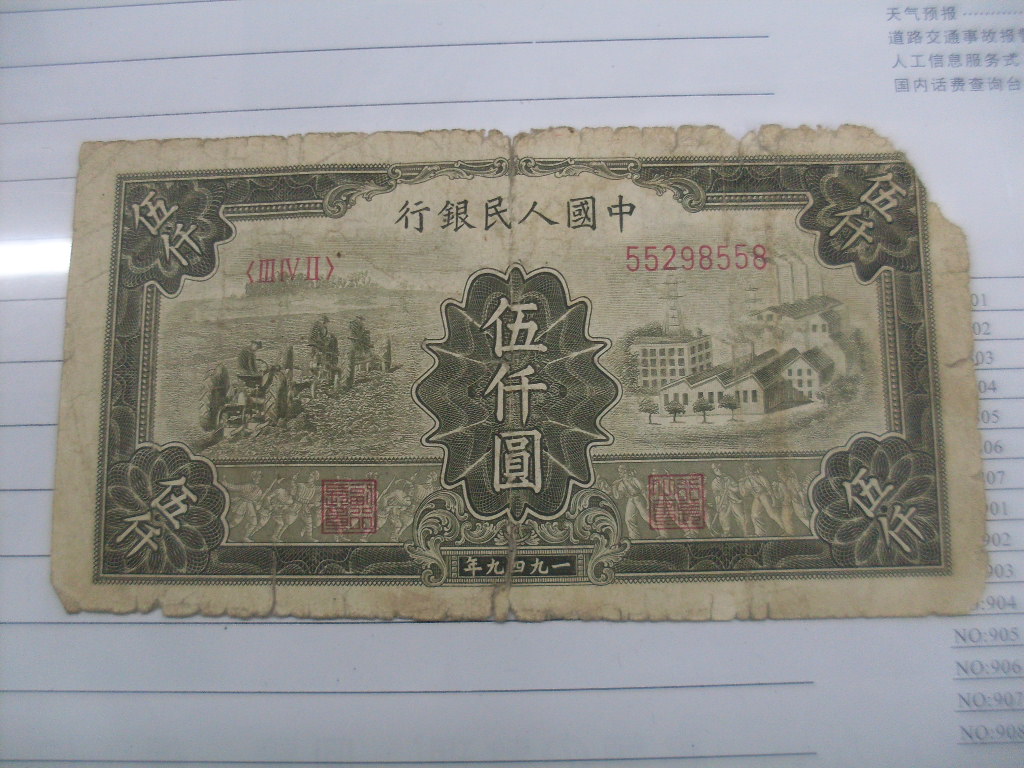 天气预报
道路交通事故报
人工信息服务式
国内话费查询台
中國人民銀行
伍仟
伍仟
〈III IV II〉
55298558
伍仟圓
伍仟
伍仟
一九四九年
01
02
03
04
05
06
07
901
902
903
:904
NO:905
NO:906
NO:907
NO:908